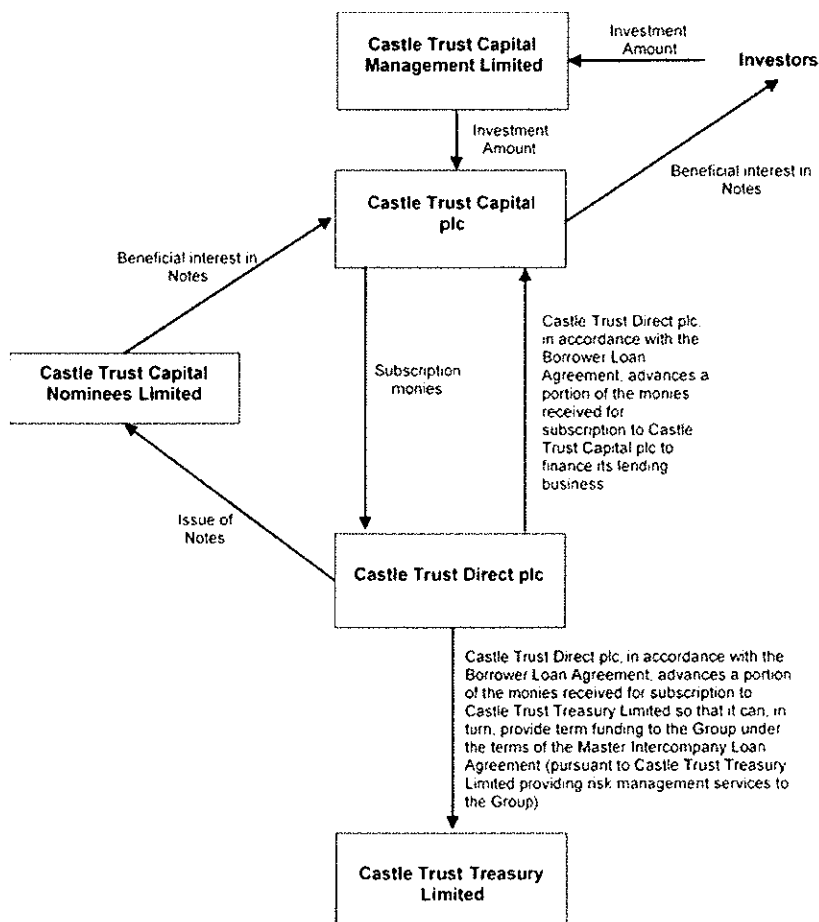 Castle Trust Capital
Management Limited
Investment
Amount
Investors
Investment
Amount
Beneficial interest in
Notes
Castle Trust Capital
plc
Beneficial interest in
Notes
Castle Trust Capital
Nominees Limited
Subscription
monies
Castle Trust Direct plc,
in accordance with the
Borrower Loan
Agreement, advances a
portion of the monies
received for
subscription to Castle
Trust Capital plc to
finance its lending
business
Issue of
Notes
Castle Trust Direct plc
Castle Trust Direct plc, in accordance with the
Borrower Loan Agreement, advances a portion
of the monies received for subscription to
Castle Trust Treasury Limited so that it can, in
turn, provide term funding to the Group under
the terms of the Master Intercompany Loan
Agreement (pursuant to Castle Trust Treasury
Limited providing risk management services to
the Group)
Castle Trust Treasury
Limited